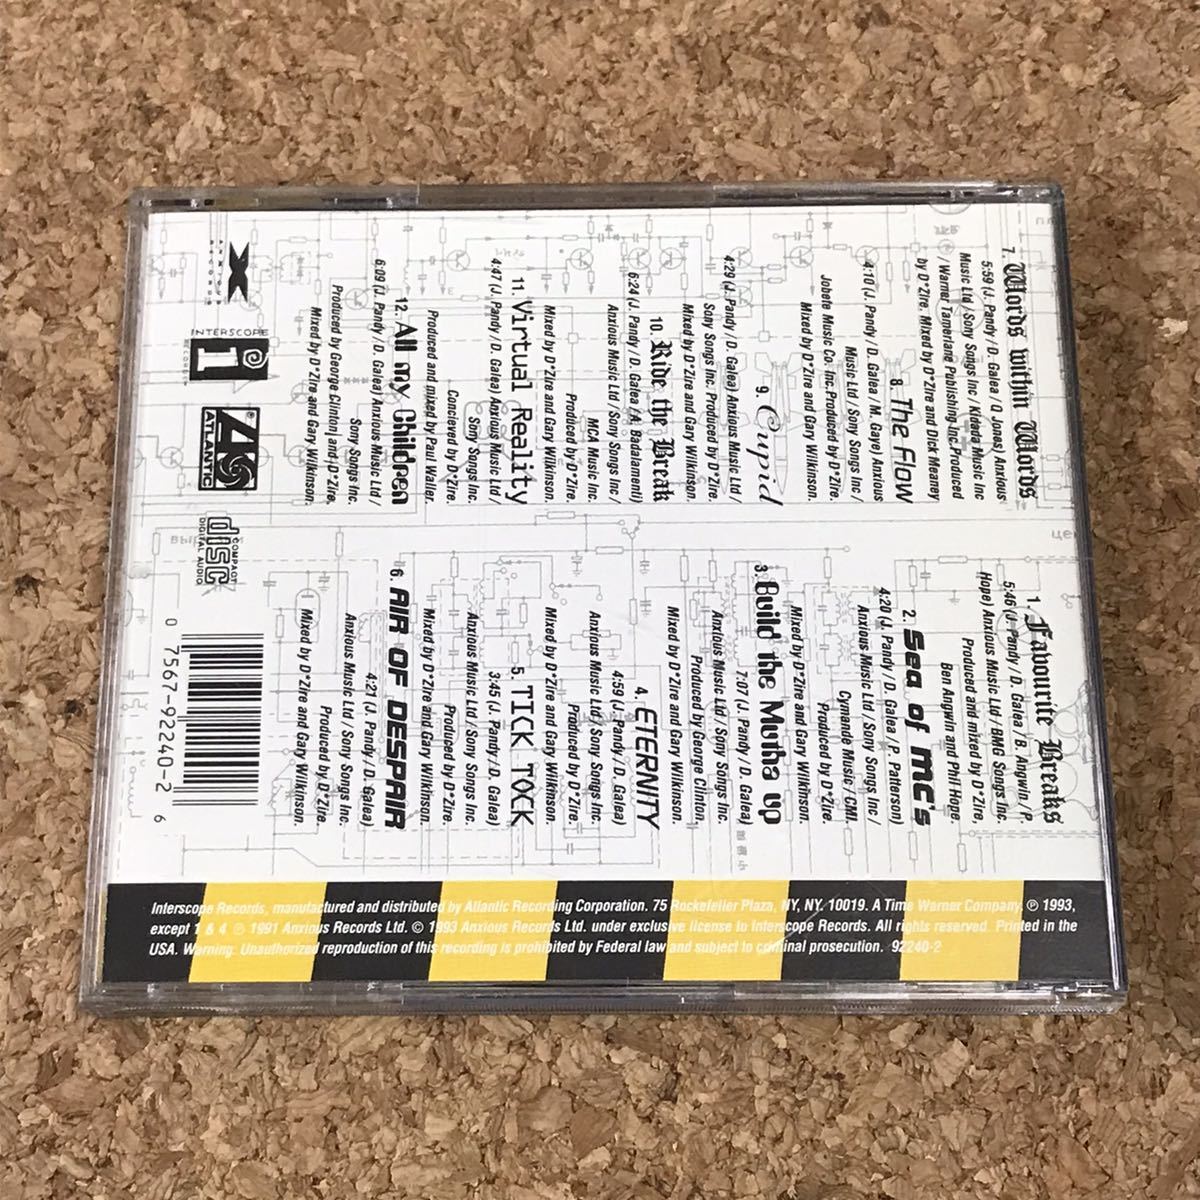 1. Favourite Breaks
5:46 (J. Pandy / D. Galea / B. Angwin / P.
Hope) Anxious Music Ltd / BMG Songs Inc.
Produced and mixed by D*Zire,
Ben Angwin and Phil Hope.
2. Sea of MC's
4:20 (J. Pandy / D. Galea / P. Patterson)
Anxious Music Ltd / Sony Songs Inc /
Cymande Music / CMI.
Produced by D*Zire.
Mixed by D*Zire and Gary Wilkinson.
3. Build the Mutha up
7:07 (J. Pandy / D. Galea)
Anxious Music Ltd / Sony Songs Inc.
Produced by George Clinton.
Mixed by D*Zire and Gary Wilkinson.
4. ETERNITY
4:59 (J. Pandy / D. Galea)
Anxious Music Ltd / Sony Songs Inc.
Produced by D*Zire.
Mixed by D*Zire and Gary Wilkinson.
5. TICK TOCK
3:45 (J. Pandy / D. Galea)
Anxious Music Ltd / Sony Songs Inc.
Produced by D*Zire.
Mixed by D*Zire and Gary Wilkinson.
6. AIR OF DESPAIR
4:21 (J. Pandy / D. Galea)
Anxious Music Ltd / Sony Songs Inc.
Produced by D*Zire.
Mixed by D*Zire and Gary Wilkinson.
7. Words within Words
5:59 (J. Pandy / D. Galea / Q Jones) Anxious
Music Ltd / Sony Songs Inc / Kidada Music Inc
/ Warner Tamerlane Publishing Inc. Produced
by D*Zire. Mixed by D*Zire and Dick Meaney
8. The Flow
4:10 (J. Pandy / D. Galea / M. Gaye) Anxious
Music Ltd / Sony Songs Inc /
Jobete Music Co. Inc. Produced by D*Zire.
Mixed by D*Zire and Gary Wilkinson.
9. Cupid
4:29 (J. Pandy / D. Galea) Anxious Music Ltd /
Sony Songs Inc. Produced by D*Zire.
Mixed by D*Zire and Gary Wilkinson.
10. Ride the Break
6:24 (J. Pandy / D. Galea / A. Badalamenti)
Anxious Music Ltd / Sony Songs Inc /
MCA Music Inc.
Produced by D*Zire.
Mixed by D*Zire and Gary Wilkinson.
11. Virtual Reality
4:47 (J. Pandy / D. Galea) Anxious Music Ltd /
Sony Songs Inc.
Cancieved by D*Zire.
Produced and mixed by Paul Waller.
12. All my Children
6:09 (J. Pandy / D. Galea) Anxious Music Ltd /
Sony Songs Inc.
Produced by George Clinton and D*Zire.
Mixed by D*Zire and Gary Wilkinson.
ANXIOUS
RECORDS
INTERSCOPE
RECORDS
ATLANTIC
COMPACT
disc
DIGITAL AUDIO
0 7567-92240-2 6
Interscope Records, manufactured and distributed by Atlantic Recording Corporation. 75 Rockefeller Plaza, NY, NY. 10019. A Time Warner Company. ℗ 1993,
except 1 & 4 ℗ 1991 Anxious Records Ltd. © 1993 Anxious Records Ltd. under exclusive license to Interscope Records. All rights reserved. Printed in the
USA. Warning. Unauthorized reproduction of this recording is prohibited by Federal law and subject to criminal prosecution. 92240-2